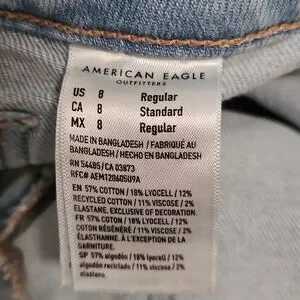 AMERICAN EAGLE
OUTFITTERS
US 8 Regular
CA 8 Standard
MX 8 Regular
MADE IN BANGLADESH / FABRIQUÉ AU
BANGLADESH / HECHO EN BANGLADESH
RN 54485/CA 03873
RFC# AEM120605U9A
EN 57% COTTON / 18% LYOCELL / 12%
RECYCLED COTTON / 11% VISCOSE / 2%
ELASTANE. EXCLUSIVE OF DECORATION.
FR 57% COTON / 18% LYOCELL / 12%
COTON RÉGÉNÉRÉ / 11% VISCOSE / 2%
ÉLASTHANNE. À L'EXCEPTION DE LA
GARNITURE.
SP 57% algodón / 18% lyocell / 12%
algodón reciclado / 11% viscosa / 2%
elastano.